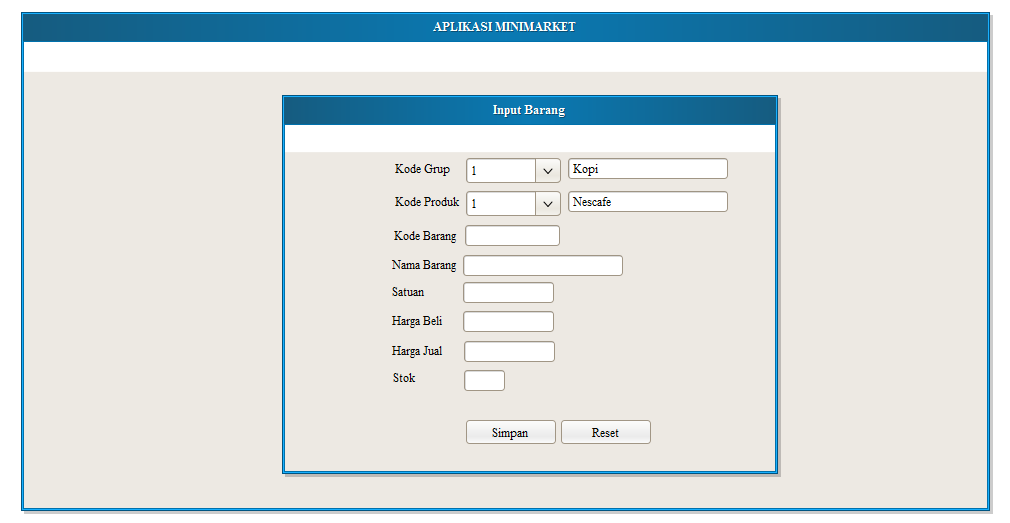 APLIKASI MINIMARKET
Input Barang
Kode Grup 1 Kopi
Kode Produk 1 Nescafe
Kode Barang
Nama Barang
Satuan
Harga Beli
Harga Jual
Stok
Simpan Reset